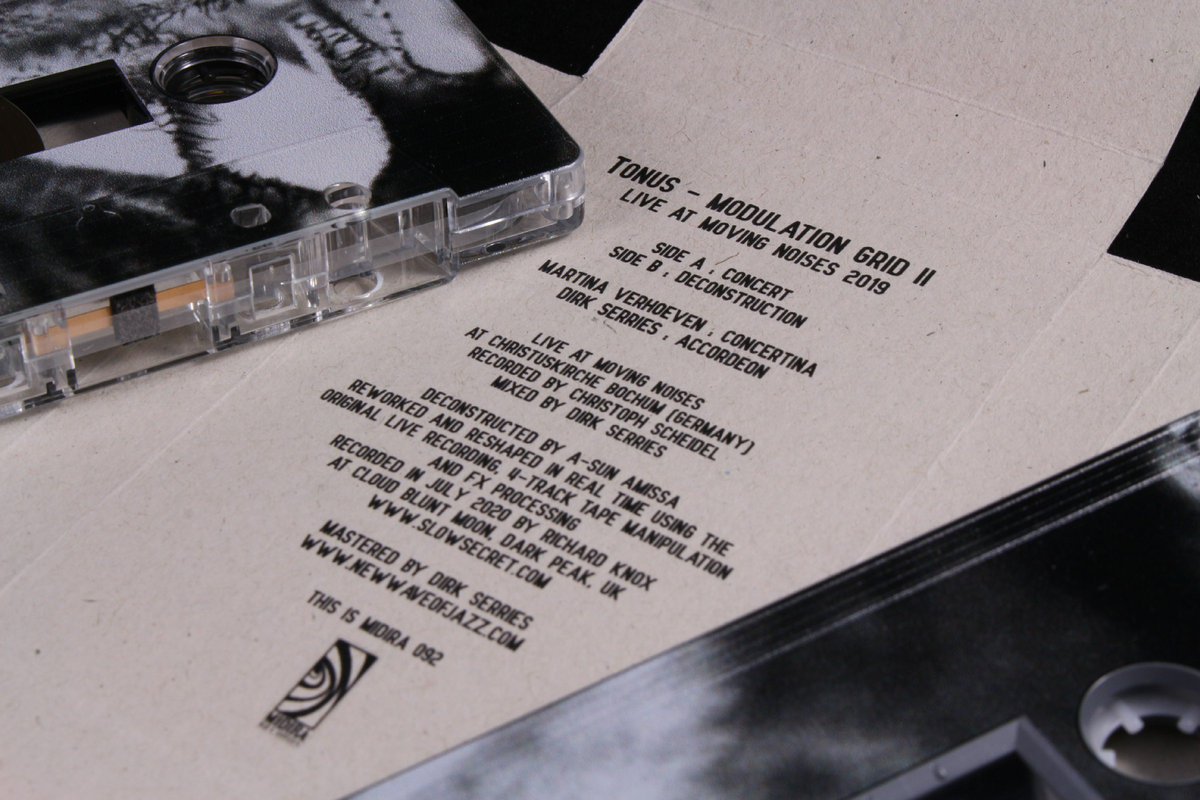 TONUS – MODULATION GRID II
LIVE AT MOVING NOISES 2019
SIDE A : CONCERT
SIDE B : DECONSTRUCTION
MARTINA VERHOEVEN : CONCERTINA
DIRK SERRIES : ACCORDEON
LIVE AT MOVING NOISES
AT CHRISTUSKIRCHE BOCHUM (GERMANY)
RECORDED BY CHRISTOPH SCHEIDEL
MIXED BY DIRK SERRIES
DECONSTRUCTED BY A-SUN AMISSA
REWORKED AND RESHAPED IN REAL TIME USING THE
ORIGINAL LIVE RECORDING, 4-TRACK TAPE MANIPULATION
AND FX PROCESSING
RECORDED IN JULY 2020 BY RICHARD KNOX
AT CLOUD BLUNT MOON, DARK PEAK, UK
WWW.SLOWSECRET.COM
MASTERED BY DIRK SERRIES
WWW.NEWWAVEOFJAZZ.COM
THIS IS MIDIRA 092
MIDIRA